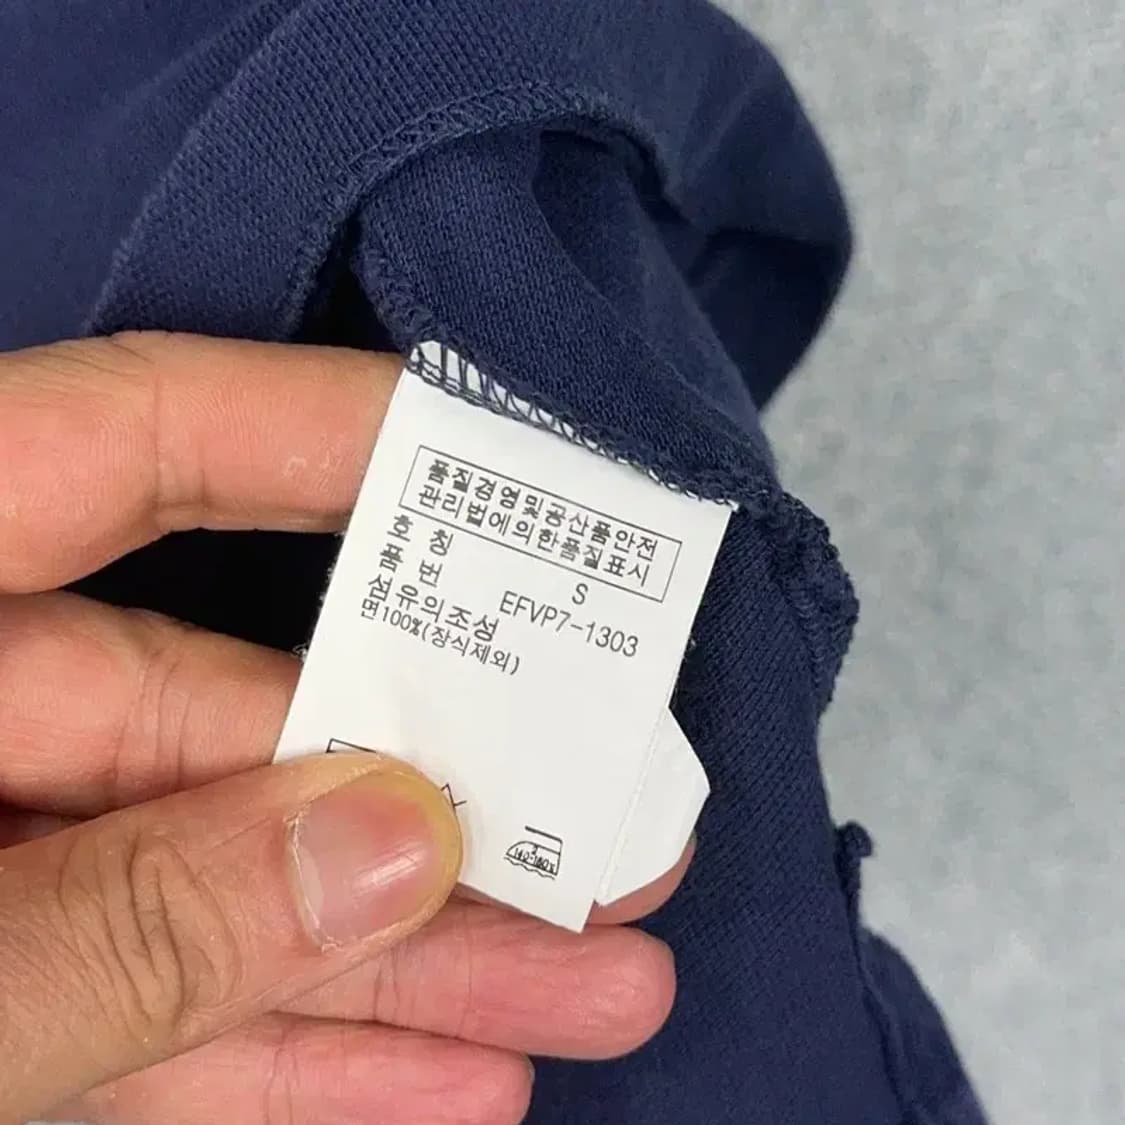 품질경영및공산품안전
관리법에의한품질표시
호 칭 S
품 번 EFVP7-1303
섬유의조성
면100%(장식제외)